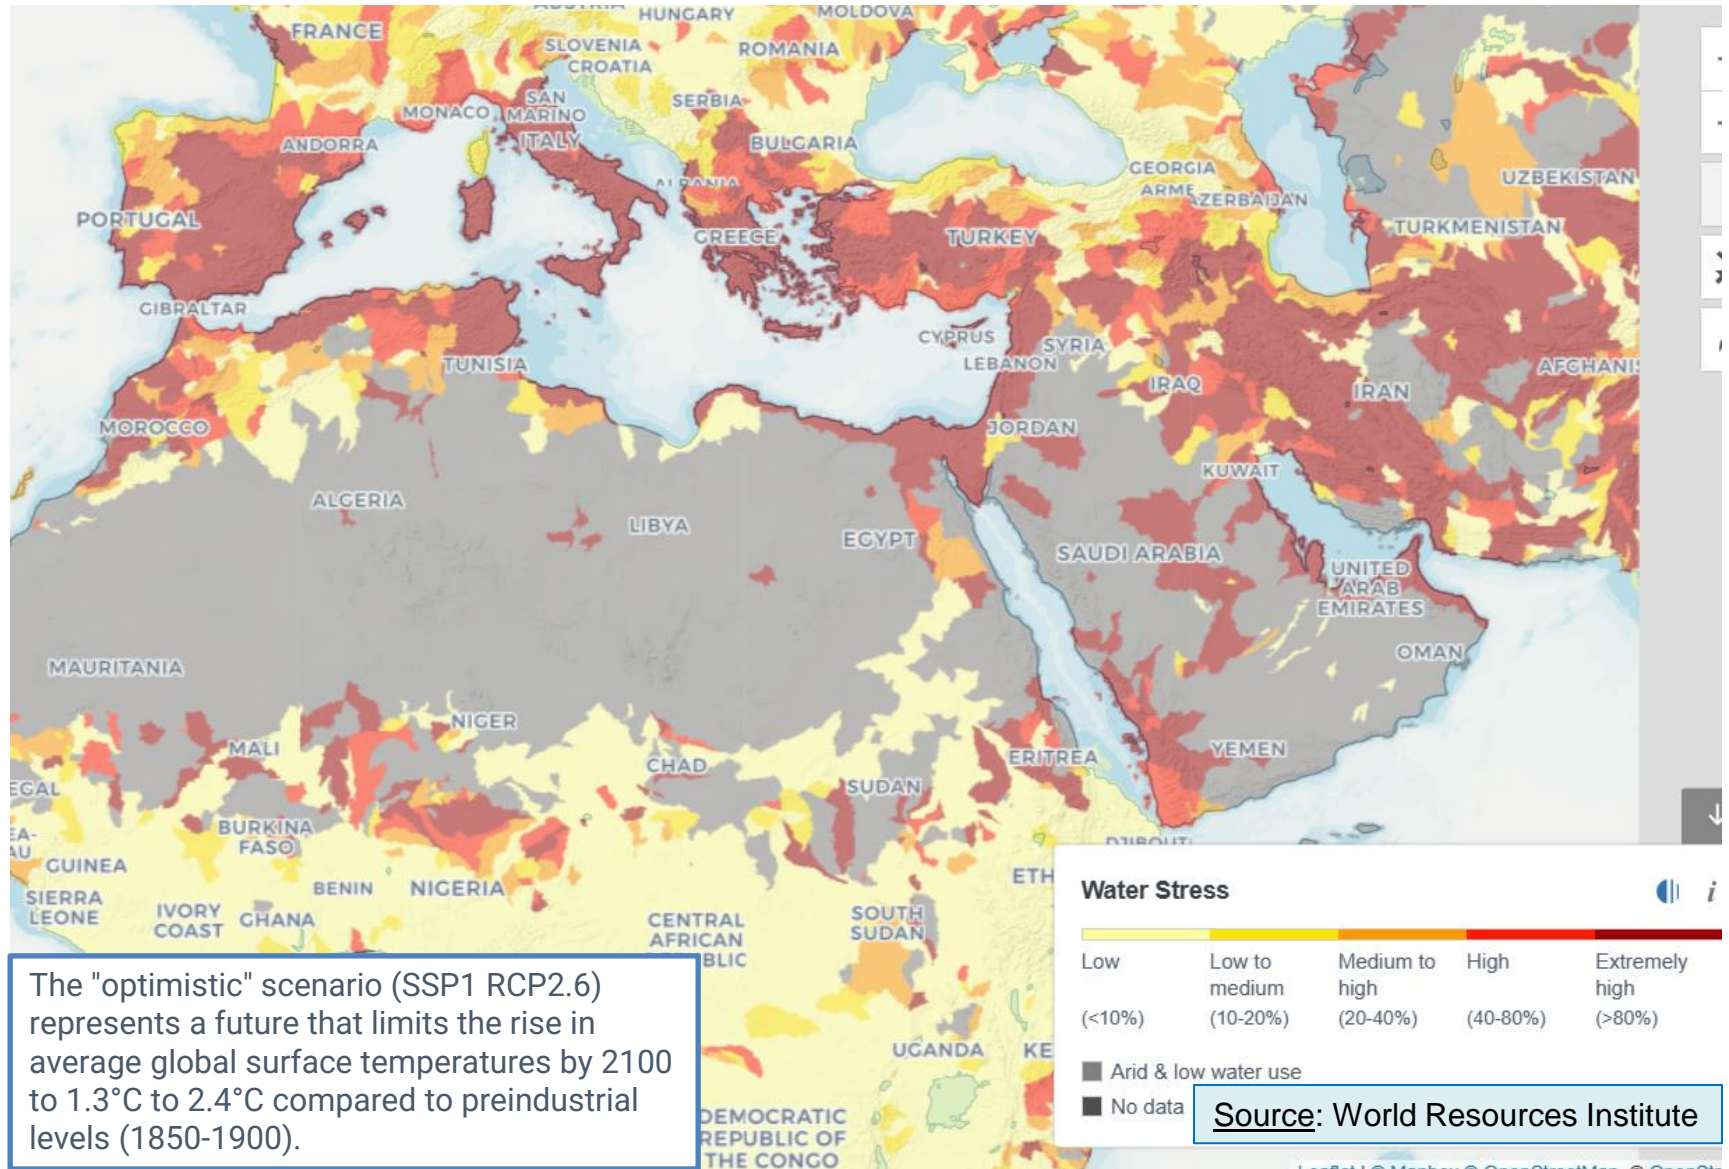 HUNGARY
MOLDOVA
FRANCE
SLOVENIA
ROMANIA
CROATIA
SAN
MARINO
MONACO
SERBIA
ITALY
ANDORRA
BULGARIA
GEORGIA
ALBANIA
AZERBAIJAN
UZBEKISTAN
PORTUGAL
GREECE
TURKEY
TURKMENISTAN
GIBRALTAR
CYPRUS
SYRIA
TUNISIA
LEBANON
IRAQ
IRAN
MOROCCO
JORDAN
KUWAIT
ALGERIA
LIBYA
EGYPT
SAUDI ARABIA
UNITED
ARAB
EMIRATES
OMAN
MAURITANIA
NIGER
MALI
CHAD
ERITREA
YEMEN
SUDAN
BURKINA
FASO
GUINEA
BENIN
NIGERIA
SIERRA
LEONE
IVORY
COAST
GHANA
CENTRAL
AFRICAN
SOUTH
SUDAN
UGANDA
DEMOCRATIC
REPUBLIC OF
THE CONGO
The "optimistic" scenario (SSP1 RCP2.6)
represents a future that limits the rise in
average global surface temperatures by 2100
to 1.3°C to 2.4°C compared to preindustrial
levels (1850-1900).
Water Stress
Low
(<10%)
Low to
medium
(10-20%)
Medium to
high
(20-40%)
High
(40-80%)
Extremely
high
(>80%)
Arid & low water use
No data
Source: World Resources Institute